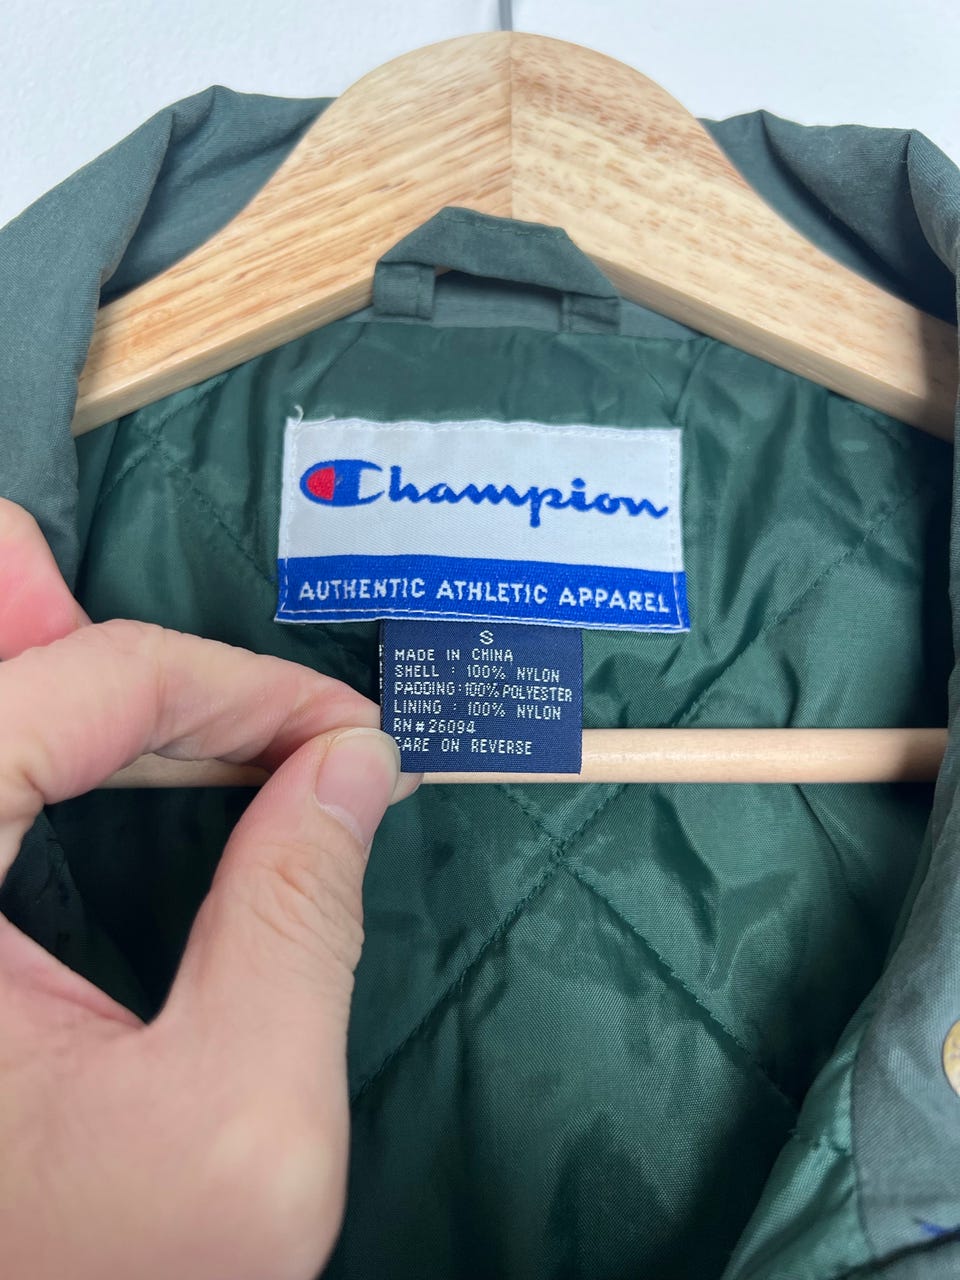 Champion
AUTHENTIC ATHLETIC APPAREL
S
MADE IN CHINA
SHELL : 100% NYLON
PADDING : 100% POLYESTER
LINING : 100% NYLON
RN # 26094
CARE ON REVERSE